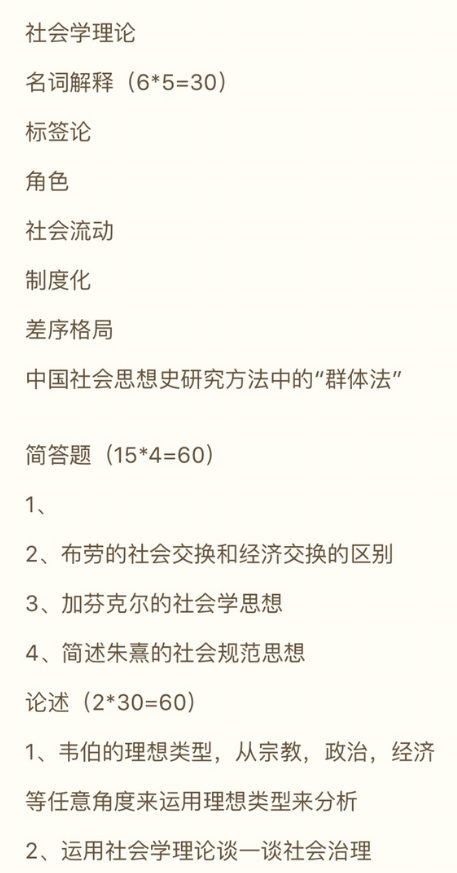 社会学理论
名词解释（6*5=30）
标签论
角色
社会流动
制度化
差序格局
中国社会思想史研究方法中的“群体法”
简答题（15*4=60）
1、
2、布劳的社会交换和经济交换的区别
3、加芬克尔的社会学思想
4、简述朱熹的社会规范思想
论述（2*30=60）
1、韦伯的理想类型，从宗教，政治，经济
等任意角度来运用理想类型来分析
2、运用社会学理论谈一谈社会治理